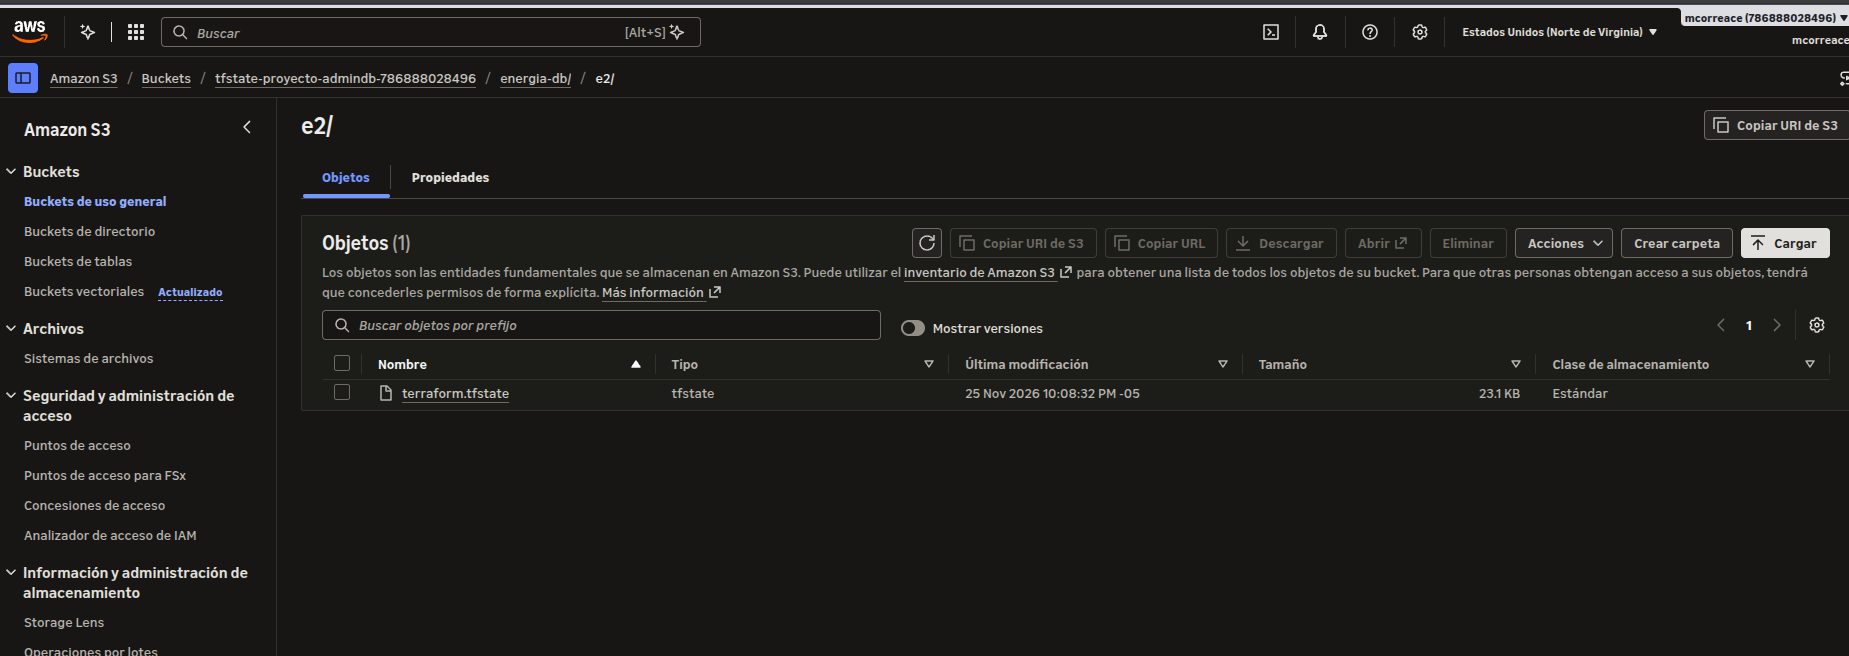 aws
Buscar
[Alt+S]
Estados Unidos (Norte de Virginia)
mcorreace (786888028496)
mcorreace
Amazon S3 / Buckets / tfstate-proyecto-admindb-786888028496 / energia-db/ / e2/
Amazon S3
Buckets
Buckets de uso general
Buckets de directorio
Buckets de tablas
Buckets vectoriales Actualizado
Archivos
Sistemas de archivos
Seguridad y administración de
acceso
Puntos de acceso
Puntos de acceso para FSx
Concesiones de acceso
Analizador de acceso de IAM
Información y administración de
almacenamiento
Storage Lens
Operaciones por lotes
e2/
Copiar URI de S3
Objetos
Propiedades
Objetos (1)
Copiar URI de S3
Copiar URL
Descargar
Abrir
Eliminar
Acciones
Crear carpeta
Cargar
Los objetos son las entidades fundamentales que se almacenan en Amazon S3. Puede utilizar el inventario de Amazon S3 para obtener una lista de todos los objetos de su bucket. Para que otras personas obtengan acceso a sus objetos, tendrá
que concederles permisos de forma explícita. Más información
Buscar objetos por prefijo
Mostrar versiones
1
Nombre Tipo Última modificación Tamaño Clase de almacenamiento
terraform.tfstate tfstate 25 Nov 2026 10:08:32 PM -05 23.1 KB Estándar